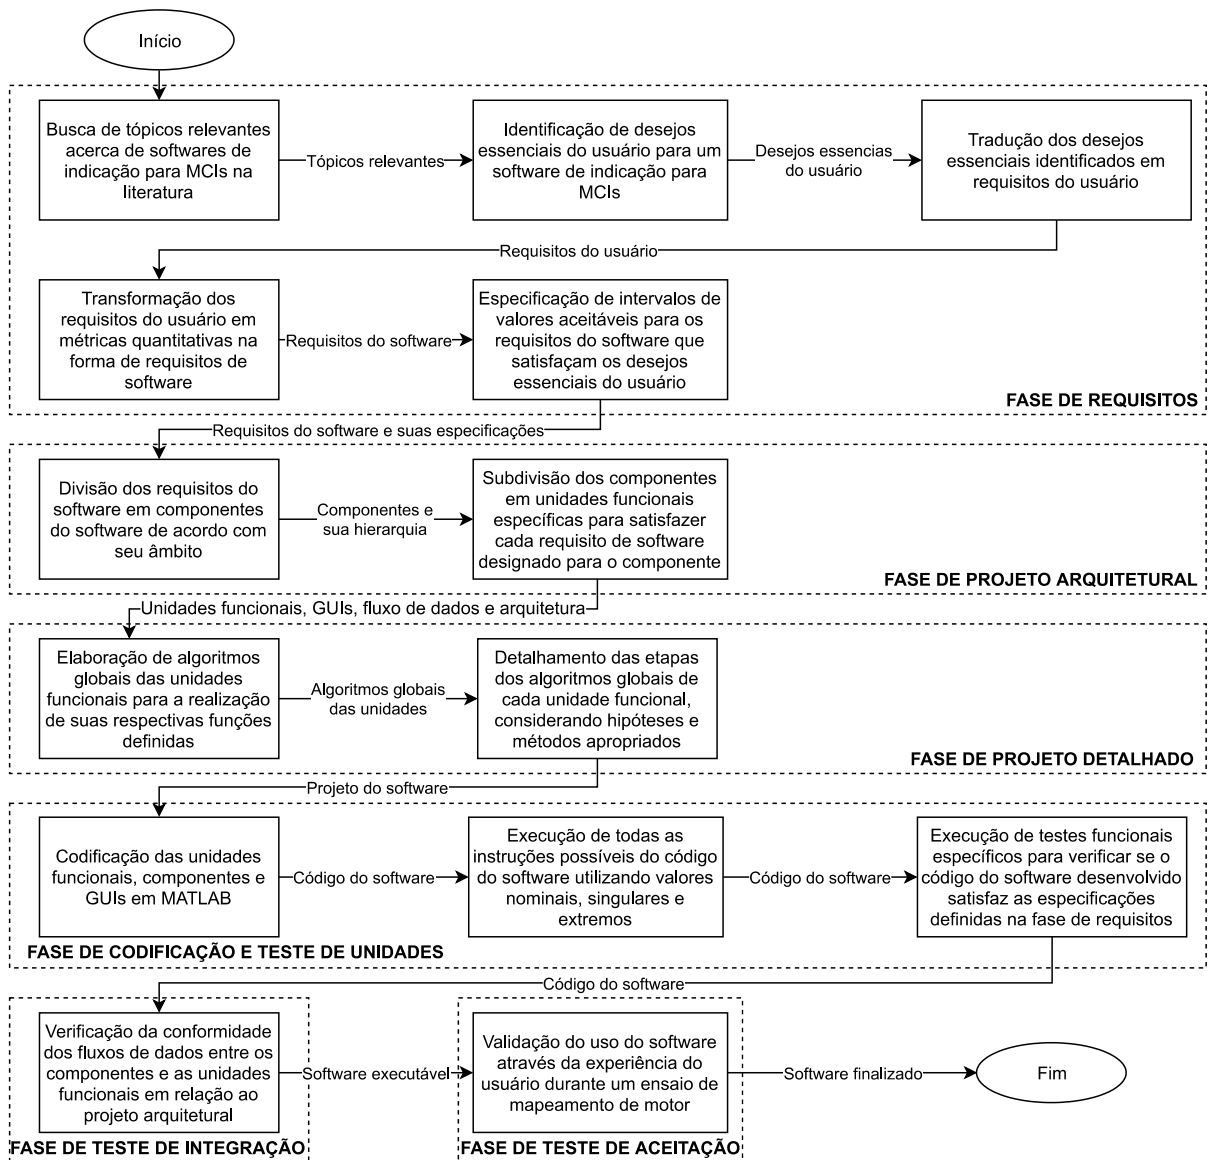 Início
Busca de tópicos relevantes
acerca de softwares de
indicação para MCIs na
literatura
Tópicos relevantes
Identificação de desejos
essenciais do usuário para um
software de indicação para
MCIs
Desejos essencias
do usuário
Tradução dos desejos
essenciais identificados em
requisitos do usuário
Requisitos do usuário
Transformação dos
requisitos do usuário em
métricas quantitativas na
forma de requisitos de
software
Requisitos do software
Especificação de intervalos de
valores aceitáveis para os
requisitos do software que
satisfaçam os desejos
essenciais do usuário
FASE DE REQUISITOS
Requisitos do software e suas especificações
Divisão dos requisitos do
software em componentes
do software de acordo com
seu âmbito
Componentes e
sua hierarquia
Subdivisão dos componentes
em unidades funcionais
específicas para satisfazer
cada requisito de software
designado para o componente
FASE DE PROJETO ARQUITETURAL
Unidades funcionais, GUIs, fluxo de dados e arquitetura
Elaboração de algoritmos
globais das unidades
funcionais para a realização
de suas respectivas funções
definidas
Algoritmos globais
das unidades
Detalhamento das etapas
dos algoritmos globais de
cada unidade funcional,
considerando hipóteses e
métodos apropriados
FASE DE PROJETO DETALHADO
Projeto do software
Codificação das unidades
funcionais, componentes e
GUIs em MATLAB
Código do software
Execução de todas as
instruções possíveis do código
do software utilizando valores
nominais, singulares e
extremos
Código do software
Execução de testes funcionais
específicos para verificar se o
código do software desenvolvido
satisfaz as especificações
definidas na fase de requisitos
FASE DE CODIFICAÇÃO E TESTE DE UNIDADES
Código do software
Verificação da conformidade
dos fluxos de dados entre os
componentes e as unidades
funcionais em relação ao
projeto arquitetural
Software executável
Validação do uso do software
através da experiência do
usuário durante um ensaio de
mapeamento de motor
Software finalizado
Fim
FASE DE TESTE DE INTEGRAÇÃO
FASE DE TESTE DE ACEITAÇÃO